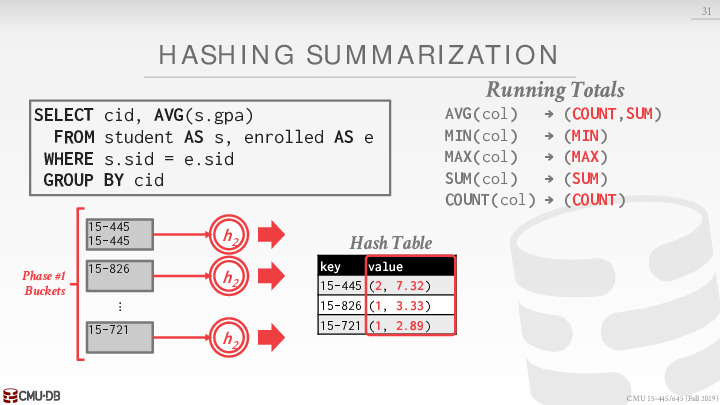 31
HASHING SUMMARIZATION
SELECT cid, AVG(s.gpa)
FROM student AS s, enrolled AS e
WHERE s.sid = e.sid
GROUP BY cid
Running Totals
AVG(col) → (COUNT,SUM)
MIN(col) → (MIN)
MAX(col) → (MAX)
SUM(col) → (SUM)
COUNT(col) → (COUNT)
Phase #1
Buckets
15-445
15-445
h2
15-826
h2
⋮
15-721
h2
Hash Table
key value
15-445 (2, 7.32)
15-826 (1, 3.33)
15-721 (1, 2.89)
CMU·DB
CMU 15-445/645 (Fall 2019)